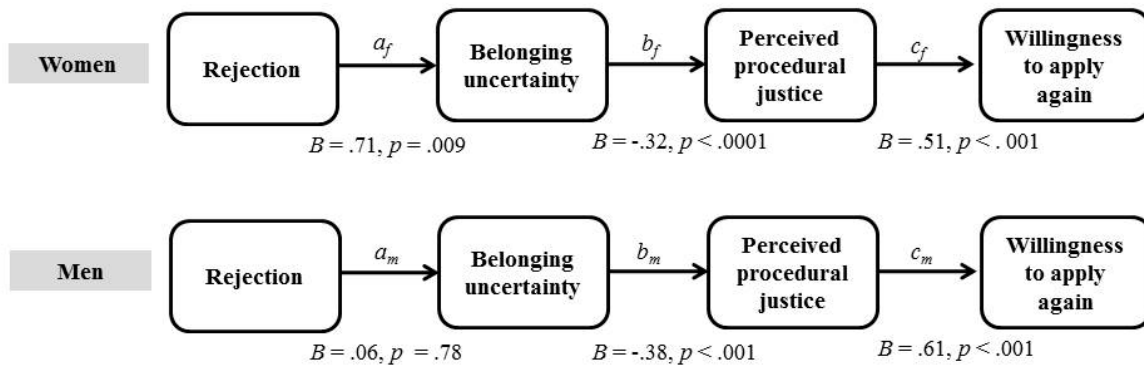 Women
Rejection
a_f
Belonging
uncertainty
b_f
Perceived
procedural
justice
c_f
Willingness
to apply
again
B = .71, p = .009
B = -.32, p < .0001
B = .51, p < . 001
Men
Rejection
a_m
Belonging
uncertainty
b_m
Perceived
procedural
justice
c_m
Willingness
to apply
again
B = .06, p = .78
B = -.38, p < .001
B = .61, p < .001